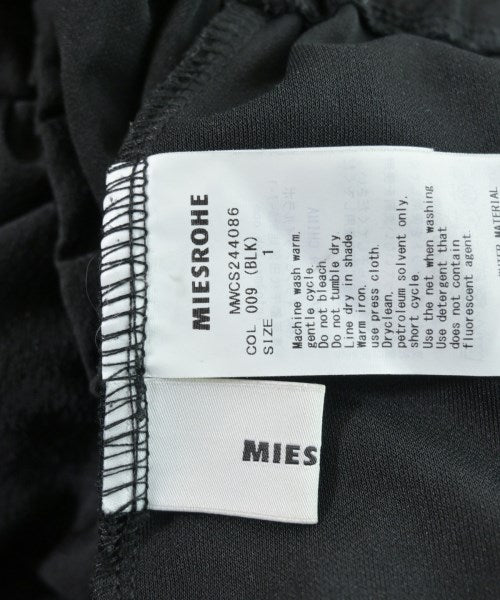 MIESROHE
MWCS244086
COL 009 (BLK)
SIZE 1
Machine wash warm.
gentle cycle.
Do not bleach.
Do not tumble dry
Line dry in shade.
Warm iron.
use press cloth.
Dryclean.
petroleum solvent only.
short cycle.
Use the net when washing
Use detergent that
does not contain
fluorescent agent.
MATERIAL
MIES